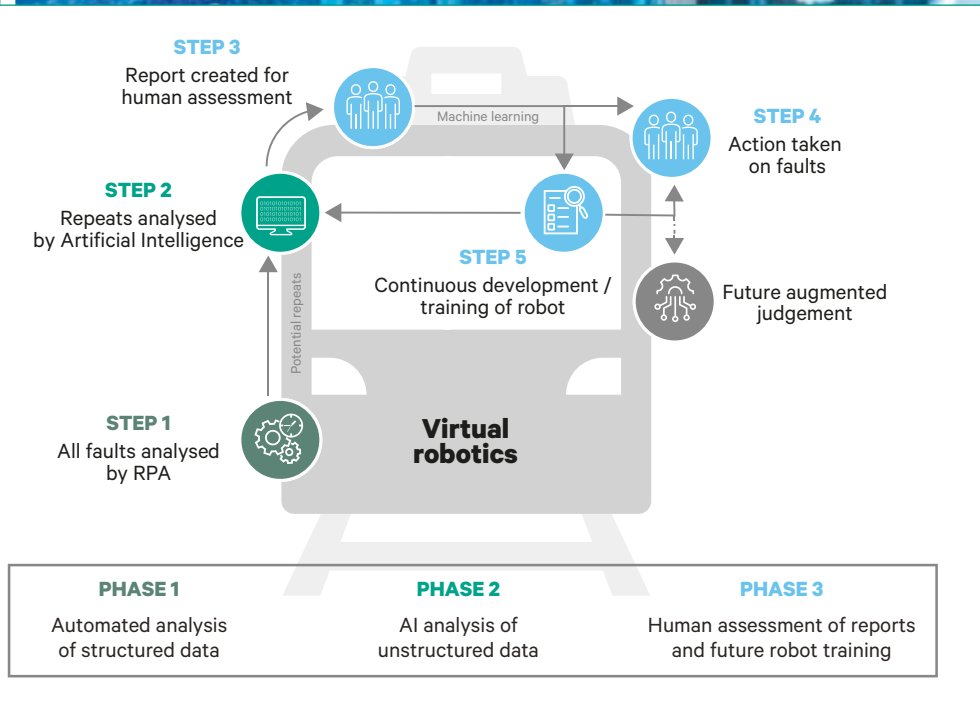 STEP 3
Report created for
human assessment
Machine learning
STEP 4
Action taken
on faults
STEP 2
Repeats analysed
by Artificial Intelligence
STEP 5
Continuous development /
training of robot
Future augmented
judgement
Potential repeats
STEP 1
All faults analysed
by RPA
Virtual
robotics
PHASE 1
Automated analysis
of structured data
PHASE 2
AI analysis of
unstructured data
PHASE 3
Human assessment of reports
and future robot training